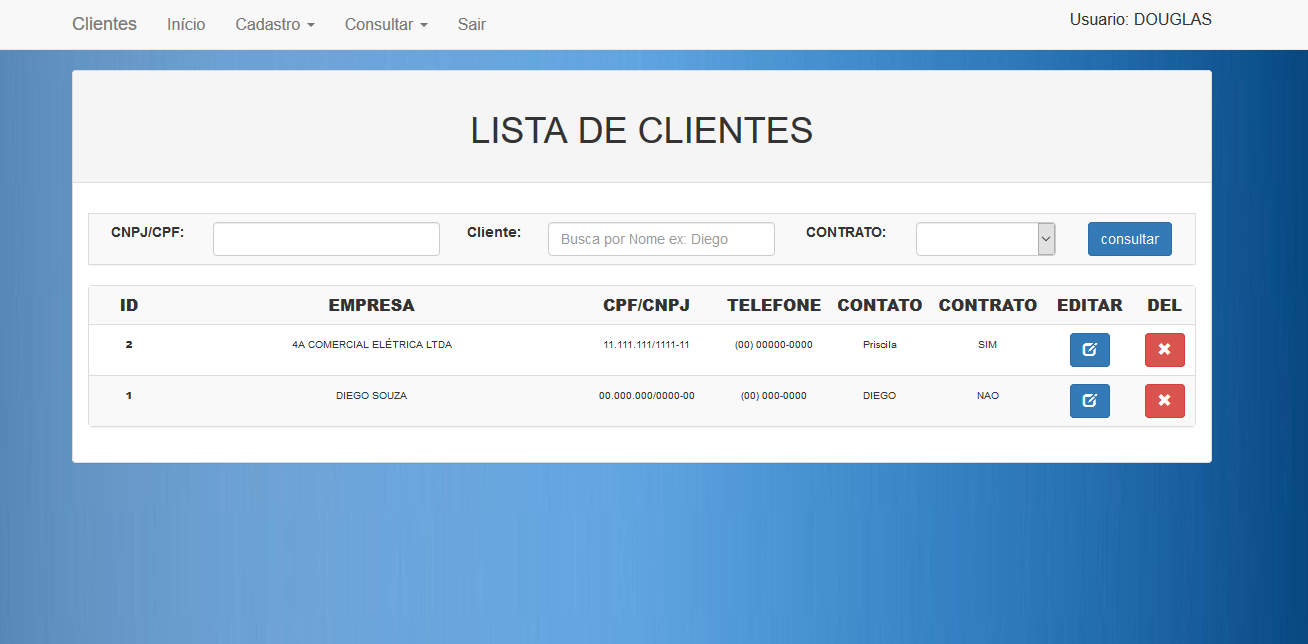 Clientes Início Cadastro Consultar Sair Usuario: DOUGLAS
LISTA DE CLIENTES
CNPJ/CPF: Cliente: Busca por Nome ex: Diego CONTRATO: consultar
ID EMPRESA CPF/CNPJ TELEFONE CONTATO CONTRATO EDITAR DEL
2 4A COMERCIAL ELÉTRICA LTDA 11.111.111/1111-11 (00) 00000-0000 Priscila SIM
1 DIEGO SOUZA 00.000.000/0000-00 (00) 000-0000 DIEGO NAO